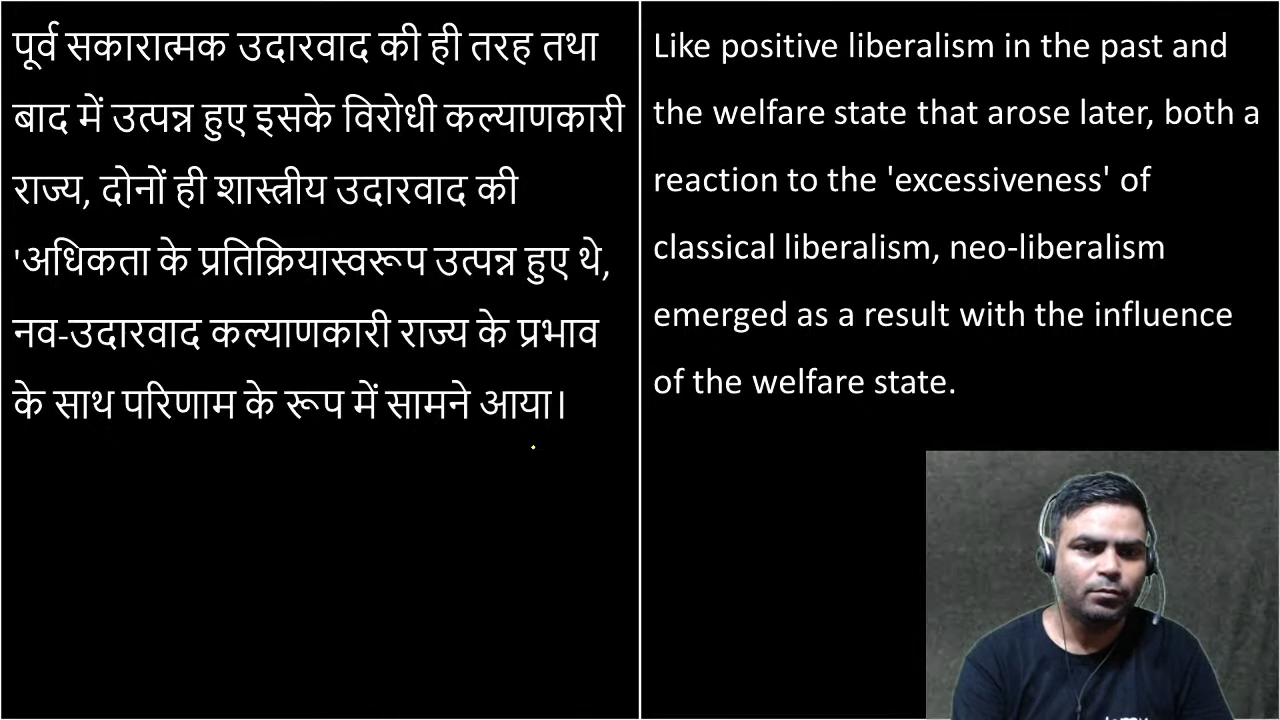 पूर्व सकारात्मक उदारवाद की ही तरह तथा
बाद में उत्पन्न हुए इसके विरोधी कल्याणकारी
राज्य, दोनों ही शास्त्रीय उदारवाद की
'अधिकता के प्रतिक्रियास्वरूप उत्पन्न हुए थे,
नव-उदारवाद कल्याणकारी राज्य के प्रभाव
के साथ परिणाम के रूप में सामने आया।
Like positive liberalism in the past and
the welfare state that arose later, both a
reaction to the 'excessiveness' of
classical liberalism, neo-liberalism
emerged as a result with the influence
of the welfare state.